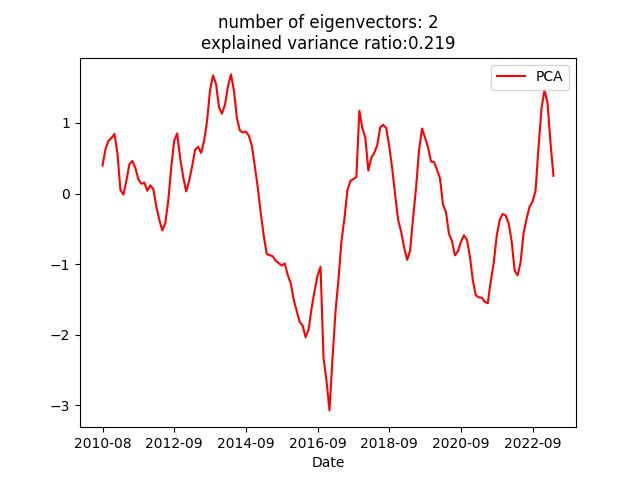 number of eigenvectors: 2
explained variance ratio:0.219
PCA
1
0
−1
−2
−3
2010-08 2012-09 2014-09 2016-09 2018-09 2020-09 2022-09
Date